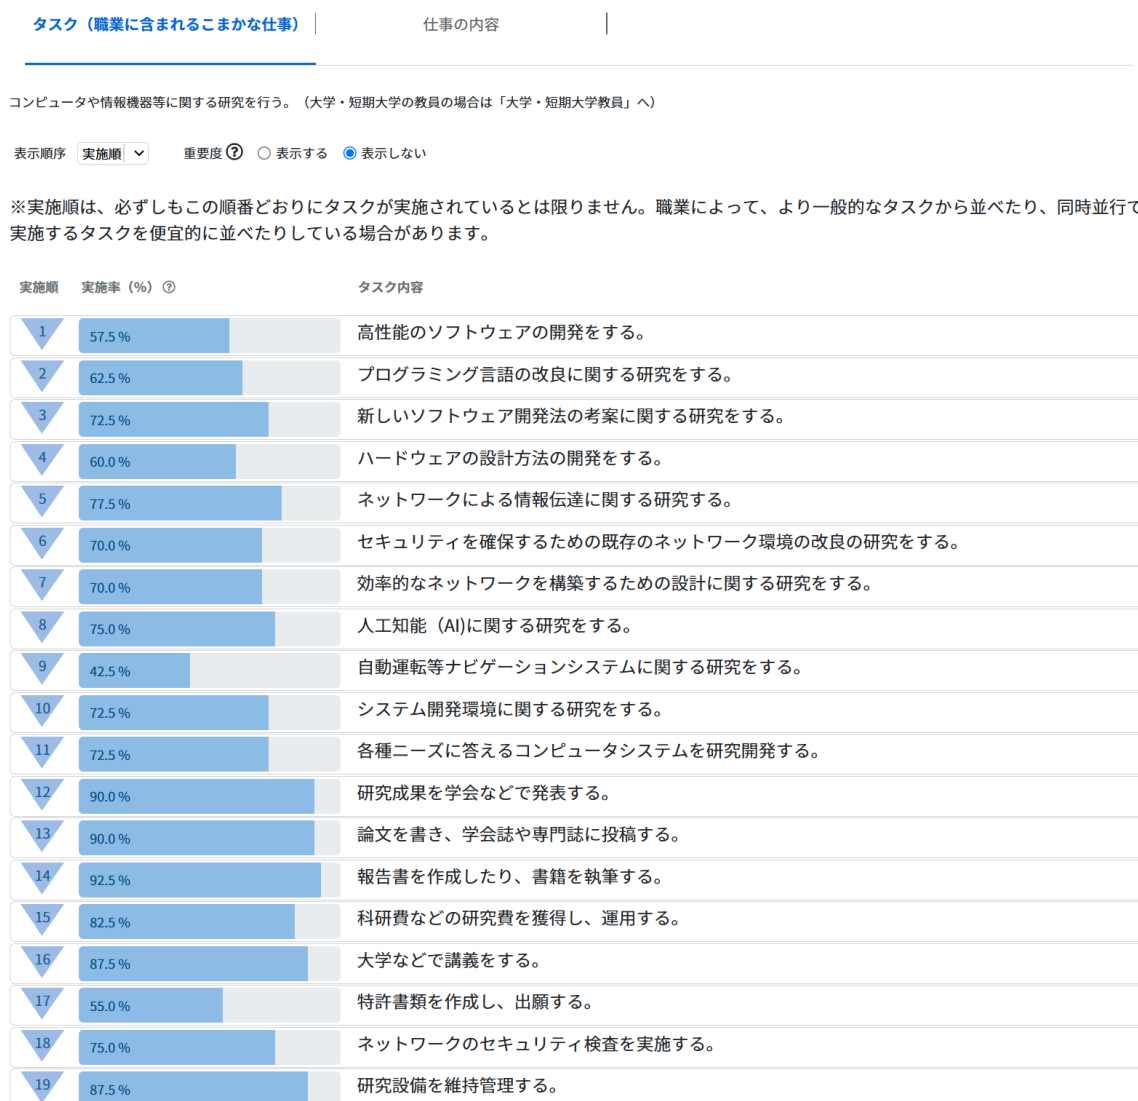 タスク（職業に含まれるこまかな仕事）
仕事の内容
コンピュータや情報機器等に関する研究を行う。（大学・短期大学の教員の場合は「大学・短期大学教員」へ）
表示順序 実施順 重要度 ? 表示する 表示しない
※実施順は、必ずしもこの順番どおりにタスクが実施されているとは限りません。職業によって、より一般的なタスクから並べたり、同時並行で
実施するタスクを便宜的に並べたりしている場合があります。
実施順 実施率（%） ? タスク内容
1 57.5 % 高性能のソフトウェアの開発をする。
2 62.5 % プログラミング言語の改良に関する研究をする。
3 72.5 % 新しいソフトウェア開発法の考案に関する研究をする。
4 60.0 % ハードウェアの設計方法の開発をする。
5 77.5 % ネットワークによる情報伝達に関する研究する。
6 70.0 % セキュリティを確保するための既存のネットワーク環境の改良の研究をする。
7 70.0 % 効率的なネットワークを構築するための設計に関する研究をする。
8 75.0 % 人工知能（AI)に関する研究をする。
9 42.5 % 自動運転等ナビゲーションシステムに関する研究をする。
10 72.5 % システム開発環境に関する研究をする。
11 72.5 % 各種ニーズに答えるコンピュータシステムを研究開発する。
12 90.0 % 研究成果を学会などで発表する。
13 90.0 % 論文を書き、学会誌や専門誌に投稿する。
14 92.5 % 報告書を作成したり、書籍を執筆する。
15 82.5 % 科研費などの研究費を獲得し、運用する。
16 87.5 % 大学などで講義をする。
17 55.0 % 特許書類を作成し、出願する。
18 75.0 % ネットワークのセキュリティ検査を実施する。
19 87.5 % 研究設備を維持管理する。